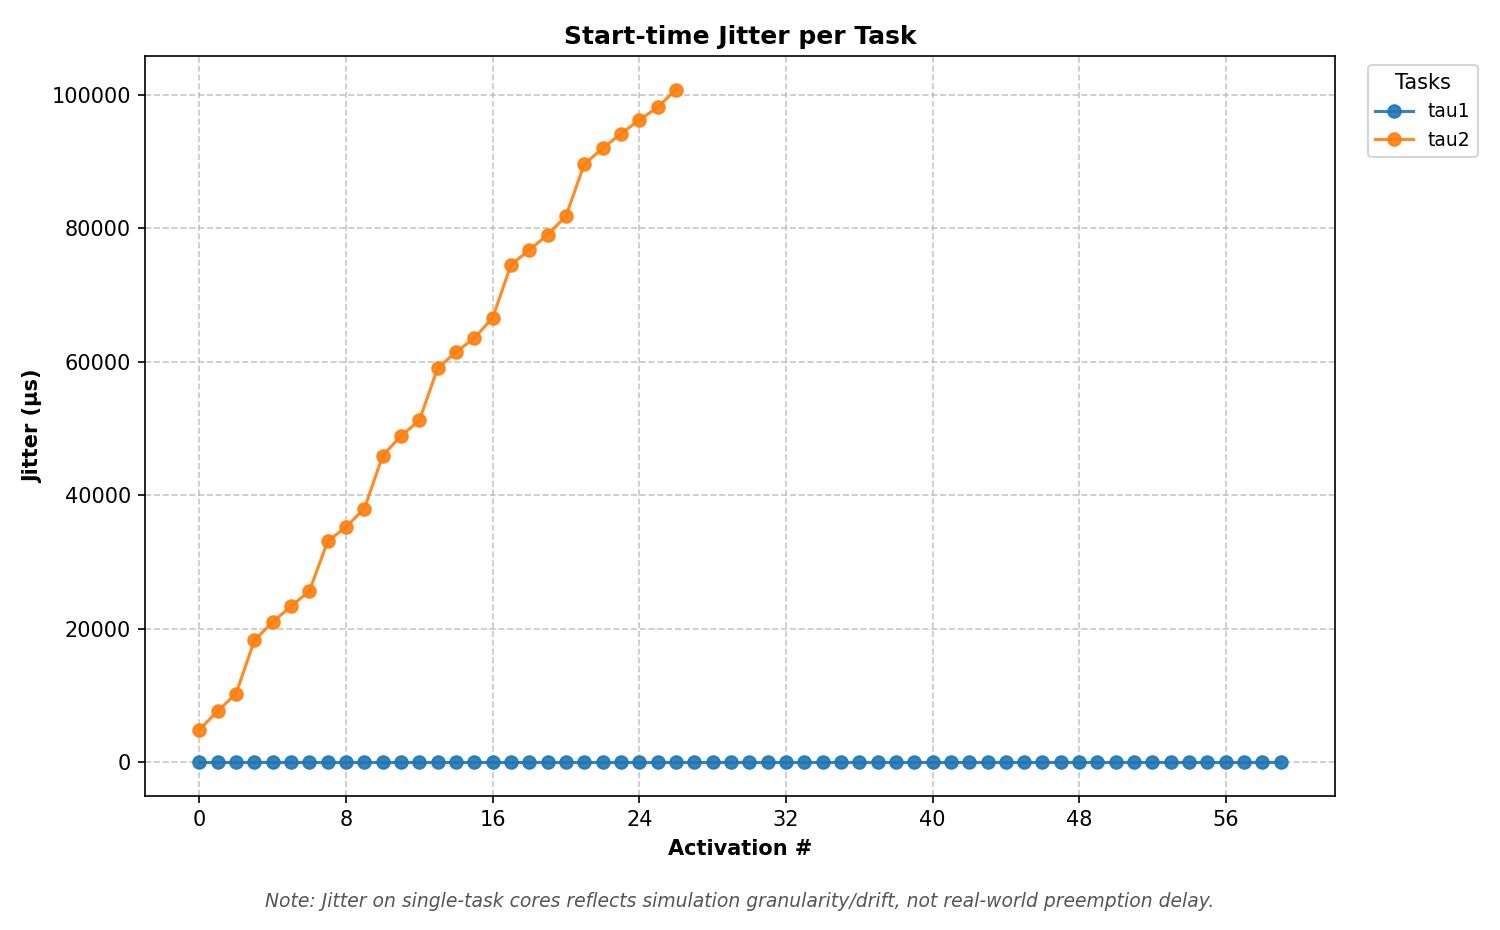 Start-time Jitter per Task
Tasks
tau1
tau2
100000
80000
60000
40000
20000
0
Jitter (µs)
0 8 16 24 32 40 48 56
Activation #
Note: Jitter on single-task cores reflects simulation granularity/drift, not real-world preemption delay.